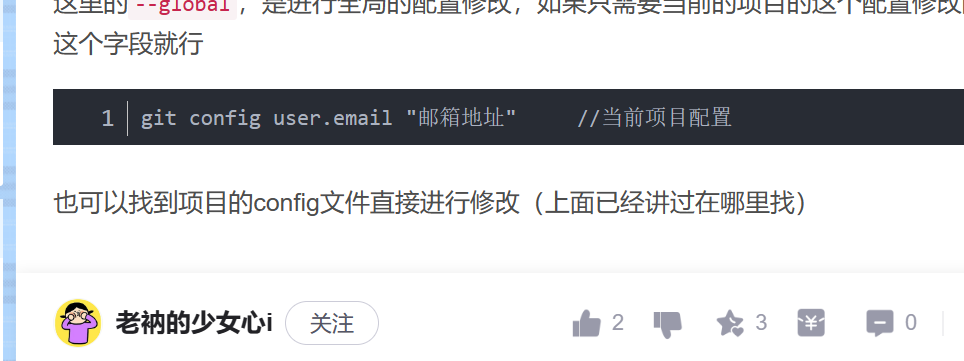 这里的 --global，是进行全局的配置修改，如果只需要当前的项目的这个配置修改
这个字段就行
1 git config user.email "邮箱地址" //当前项目配置
也可以找到项目的config文件直接进行修改（上面已经讲过在哪里找）
老衲的少女心i 关注 2 3 0